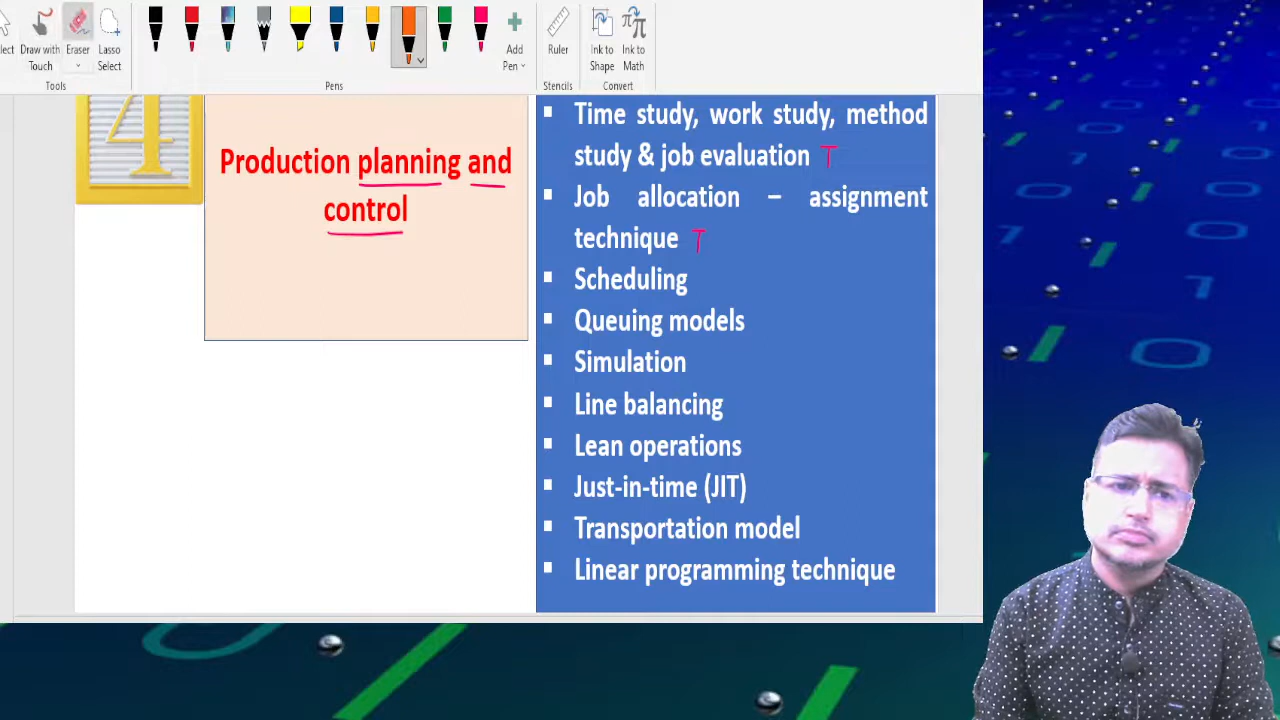 Draw with
Touch
Eraser
Lasso
Select
Add
Pen
Ruler
Ink to
Shape
Ink to
Math
Tools
Pens
Stencils
Convert
4
Production planning and
control
▪ Time study, work study, method
study & job evaluation T
▪ Job allocation – assignment
technique T
▪ Scheduling
▪ Queuing models
▪ Simulation
▪ Line balancing
▪ Lean operations
▪ Just-in-time (JIT)
▪ Transportation model
▪ Linear programming technique